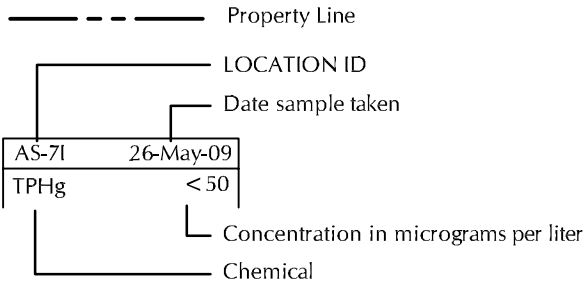 Property Line
LOCATION ID
Date sample taken
AS-7I 26-May-09
TPHg < 50
Concentration in micrograms per liter
Chemical